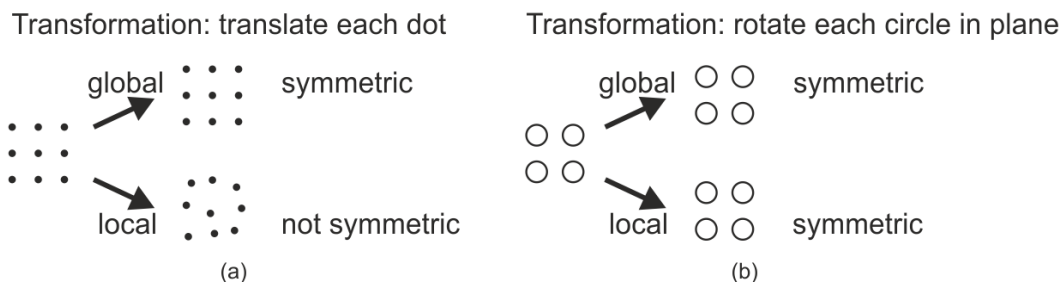 Transformation: translate each dot
global symmetric
local not symmetric
(a)
Transformation: rotate each circle in plane
global symmetric
local symmetric
(b)